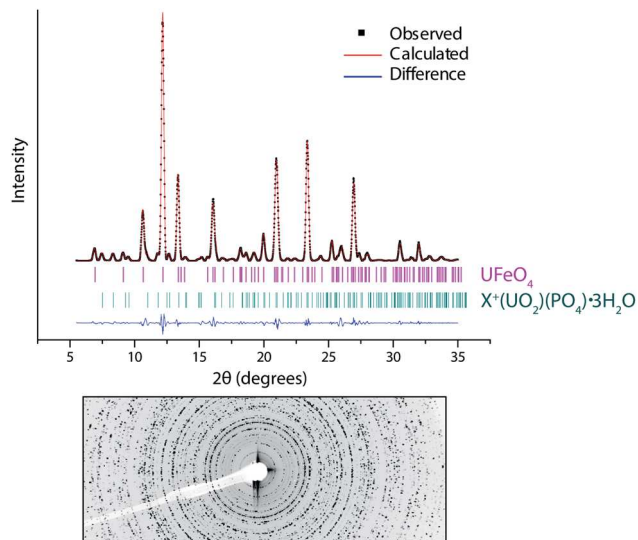 Observed
Calculated
Difference
Intensity
UFeO₄
X⁺(UO₂)(PO₄)•3H₂O
5 10 15 20 25 30 35
2θ (degrees)